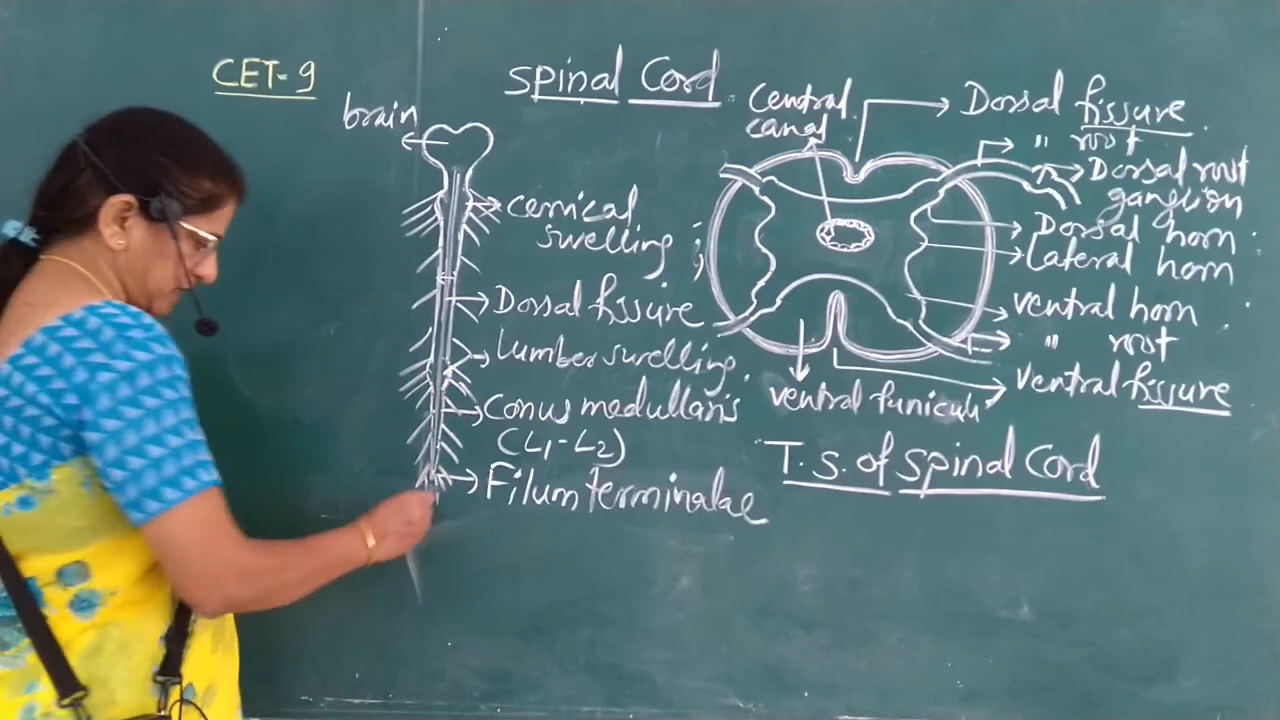 CET-9
Spinal Cord
brain
Cervical
swelling
Dorsal fissure
Lumber swelling.
Conus medullaris
(L1-L2)
Filum terminalae
Central
canal
Dorsal fissure
" root
Dorsal root
ganglion
Dorsal horn
Lateral horn
ventral horn
" root
ventral fissure
ventral funiculi
T.S. of spinal Cord